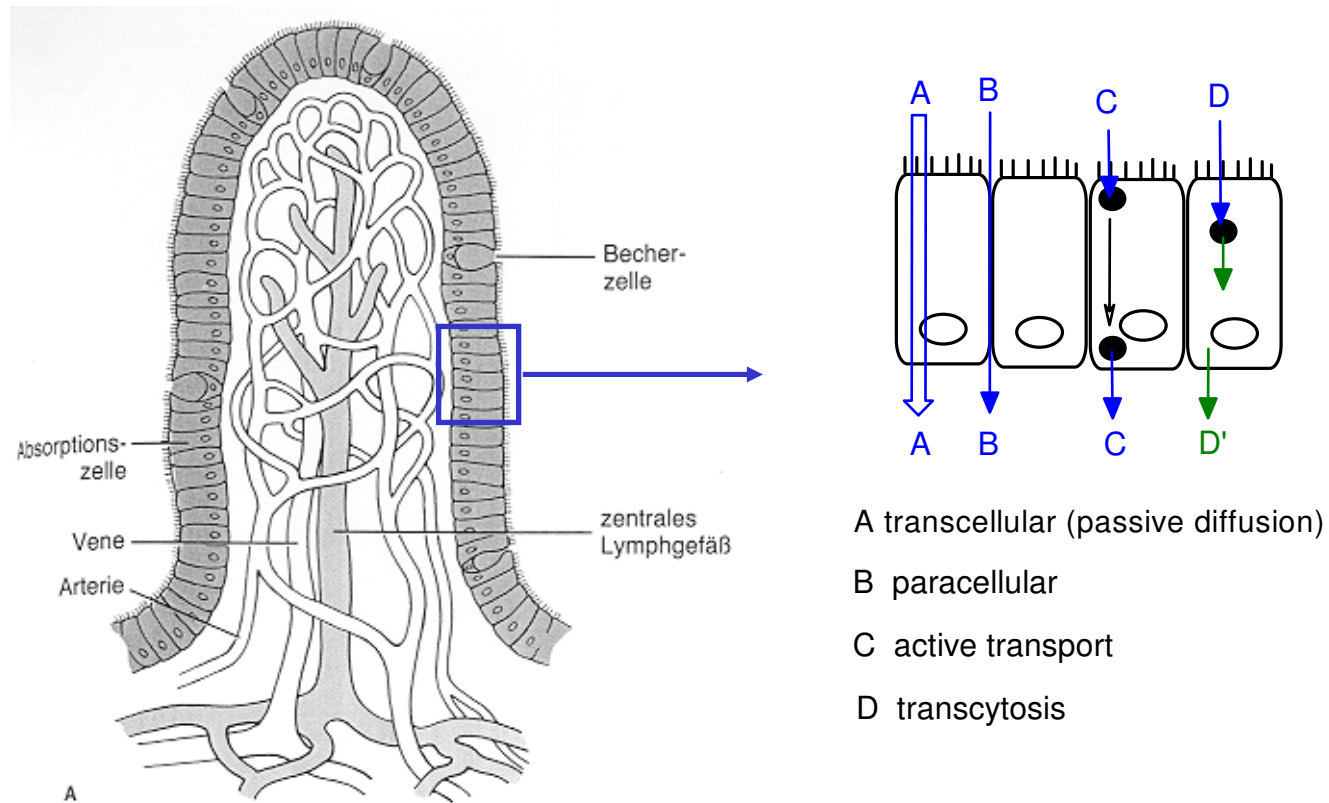 Becher-
zelle
Absorptions-
zelle
Vene
Arterie
zentrales
Lymphgefäß
A
A
B
C
D
A
B
C
D'
A transcellular (passive diffusion)
B paracellular
C active transport
D transcytosis